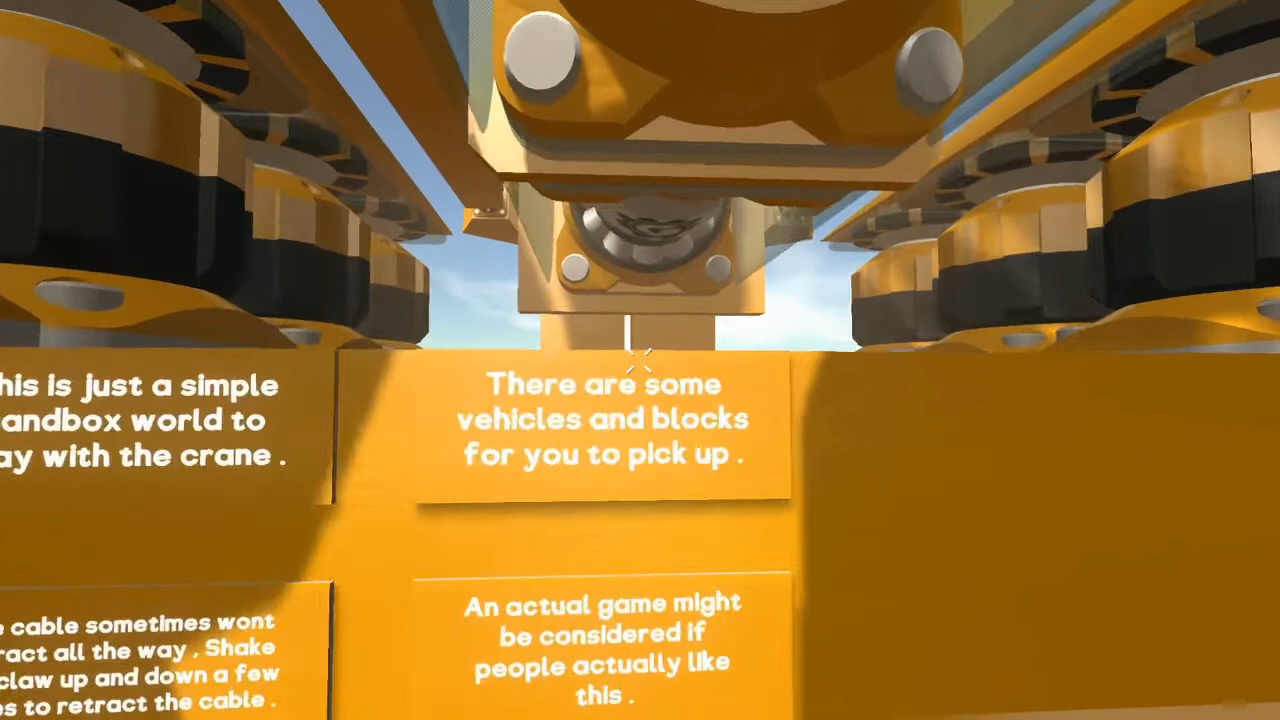 his is just a simple
andbox world to
ay with the crane .
There are some
vehicles and blocks
for you to pick up .
e cable sometimes wont
ract all the way . Shake
claw up and down a few
es to retract the cable .
An actual game might
be considered if
people actually like
this .